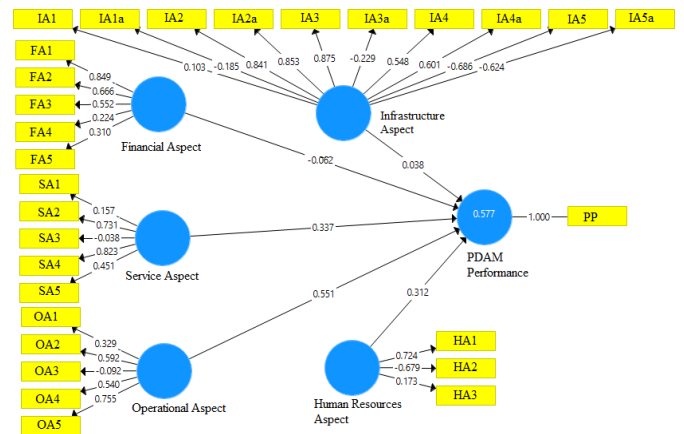 IA1 IA1a IA2 IA2a IA3 IA3a IA4 IA4a IA5 IA5a
0.103 -0.185 0.841 0.853 0.875 -0.229 0.548 0.601 -0.686 -0.624
Infrastructure
Aspect
FA1
FA2
FA3
FA4
FA5
0.849
0.666
0.552
0.224
0.310
Financial Aspect
-0.062
0.038
SA1
SA2
SA3
SA4
SA5
0.157
0.731
-0.038
0.823
0.451
Service Aspect
0.337
0.577
1.000
PP
PDAM
Performance
OA1
OA2
OA3
OA4
OA5
0.329
0.592
-0.092
0.540
0.755
Operational Aspect
0.551
0.312
HA1
HA2
HA3
0.724
-0.679
0.173
Human Resources
Aspect